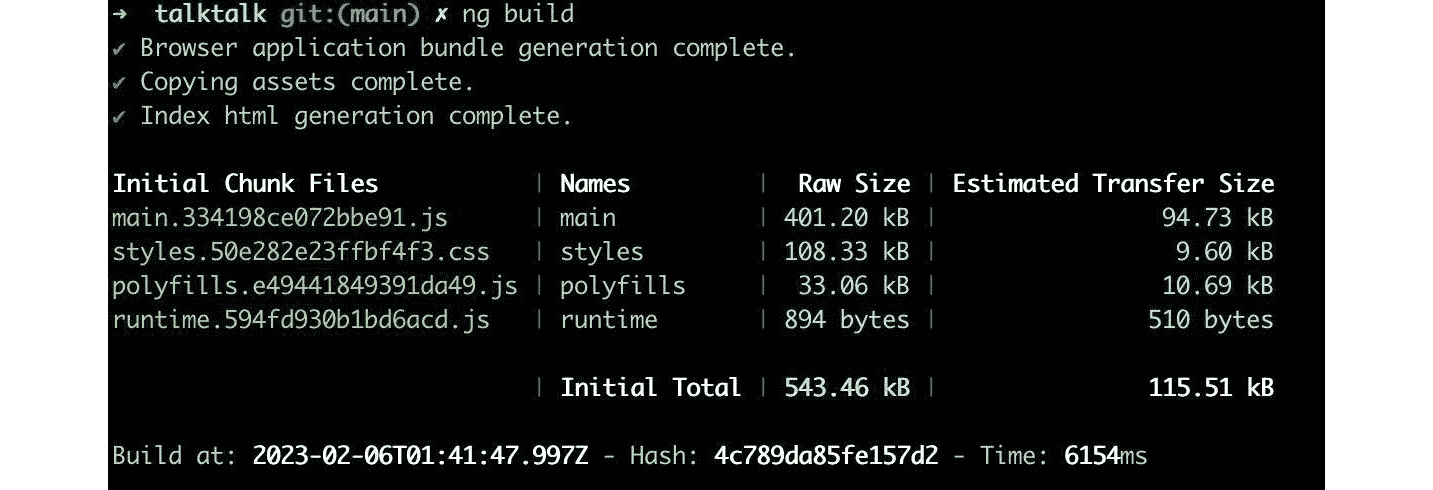 ➜  talktalk git:(main) ✗ ng build
✔ Browser application bundle generation complete.
✔ Copying assets complete.
✔ Index html generation complete.
Initial Chunk Files | Names | Raw Size | Estimated Transfer Size
main.334198ce072bbe91.js | main | 401.20 kB | 94.73 kB
styles.50e282e23ffbf4f3.css | styles | 108.33 kB | 9.60 kB
polyfills.e49441849391da49.js | polyfills | 33.06 kB | 10.69 kB
runtime.594fd930b1bd6acd.js | runtime | 894 bytes | 510 bytes
| Initial Total | 543.46 kB | 115.51 kB
Build at: 2023-02-06T01:41:47.997Z - Hash: 4c789da85fe157d2 - Time: 6154ms